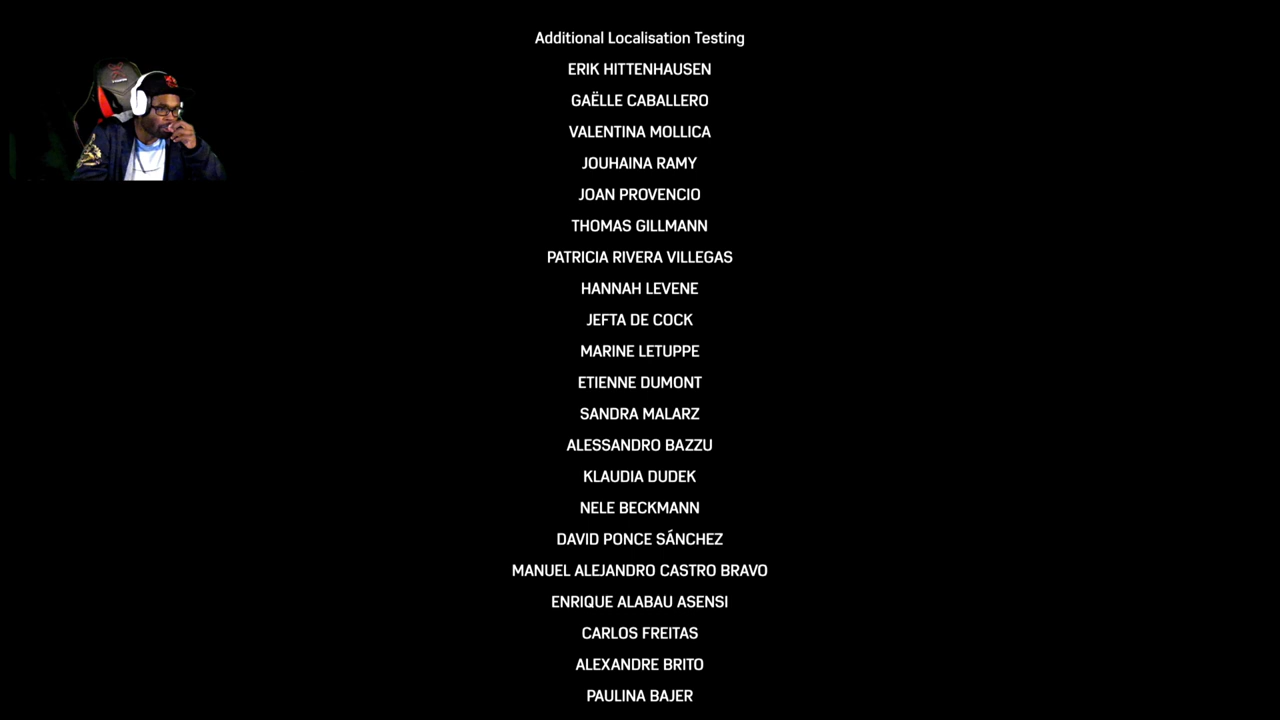 Additional Localisation Testing
ERIK HITTENHAUSEN
GAËLLE CABALLERO
VALENTINA MOLLICA
JOUHAINA RAMY
JOAN PROVENCIO
THOMAS GILLMANN
PATRICIA RIVERA VILLEGAS
HANNAH LEVENE
JEFTA DE COCK
MARINE LETUPPE
ETIENNE DUMONT
SANDRA MALARZ
ALESSANDRO BAZZU
KLAUDIA DUDEK
NELE BECKMANN
DAVID PONCE SÁNCHEZ
MANUEL ALEJANDRO CASTRO BRAVO
ENRIQUE ALABAU ASENSI
CARLOS FREITAS
ALEXANDRE BRITO
PAULINA BAJER